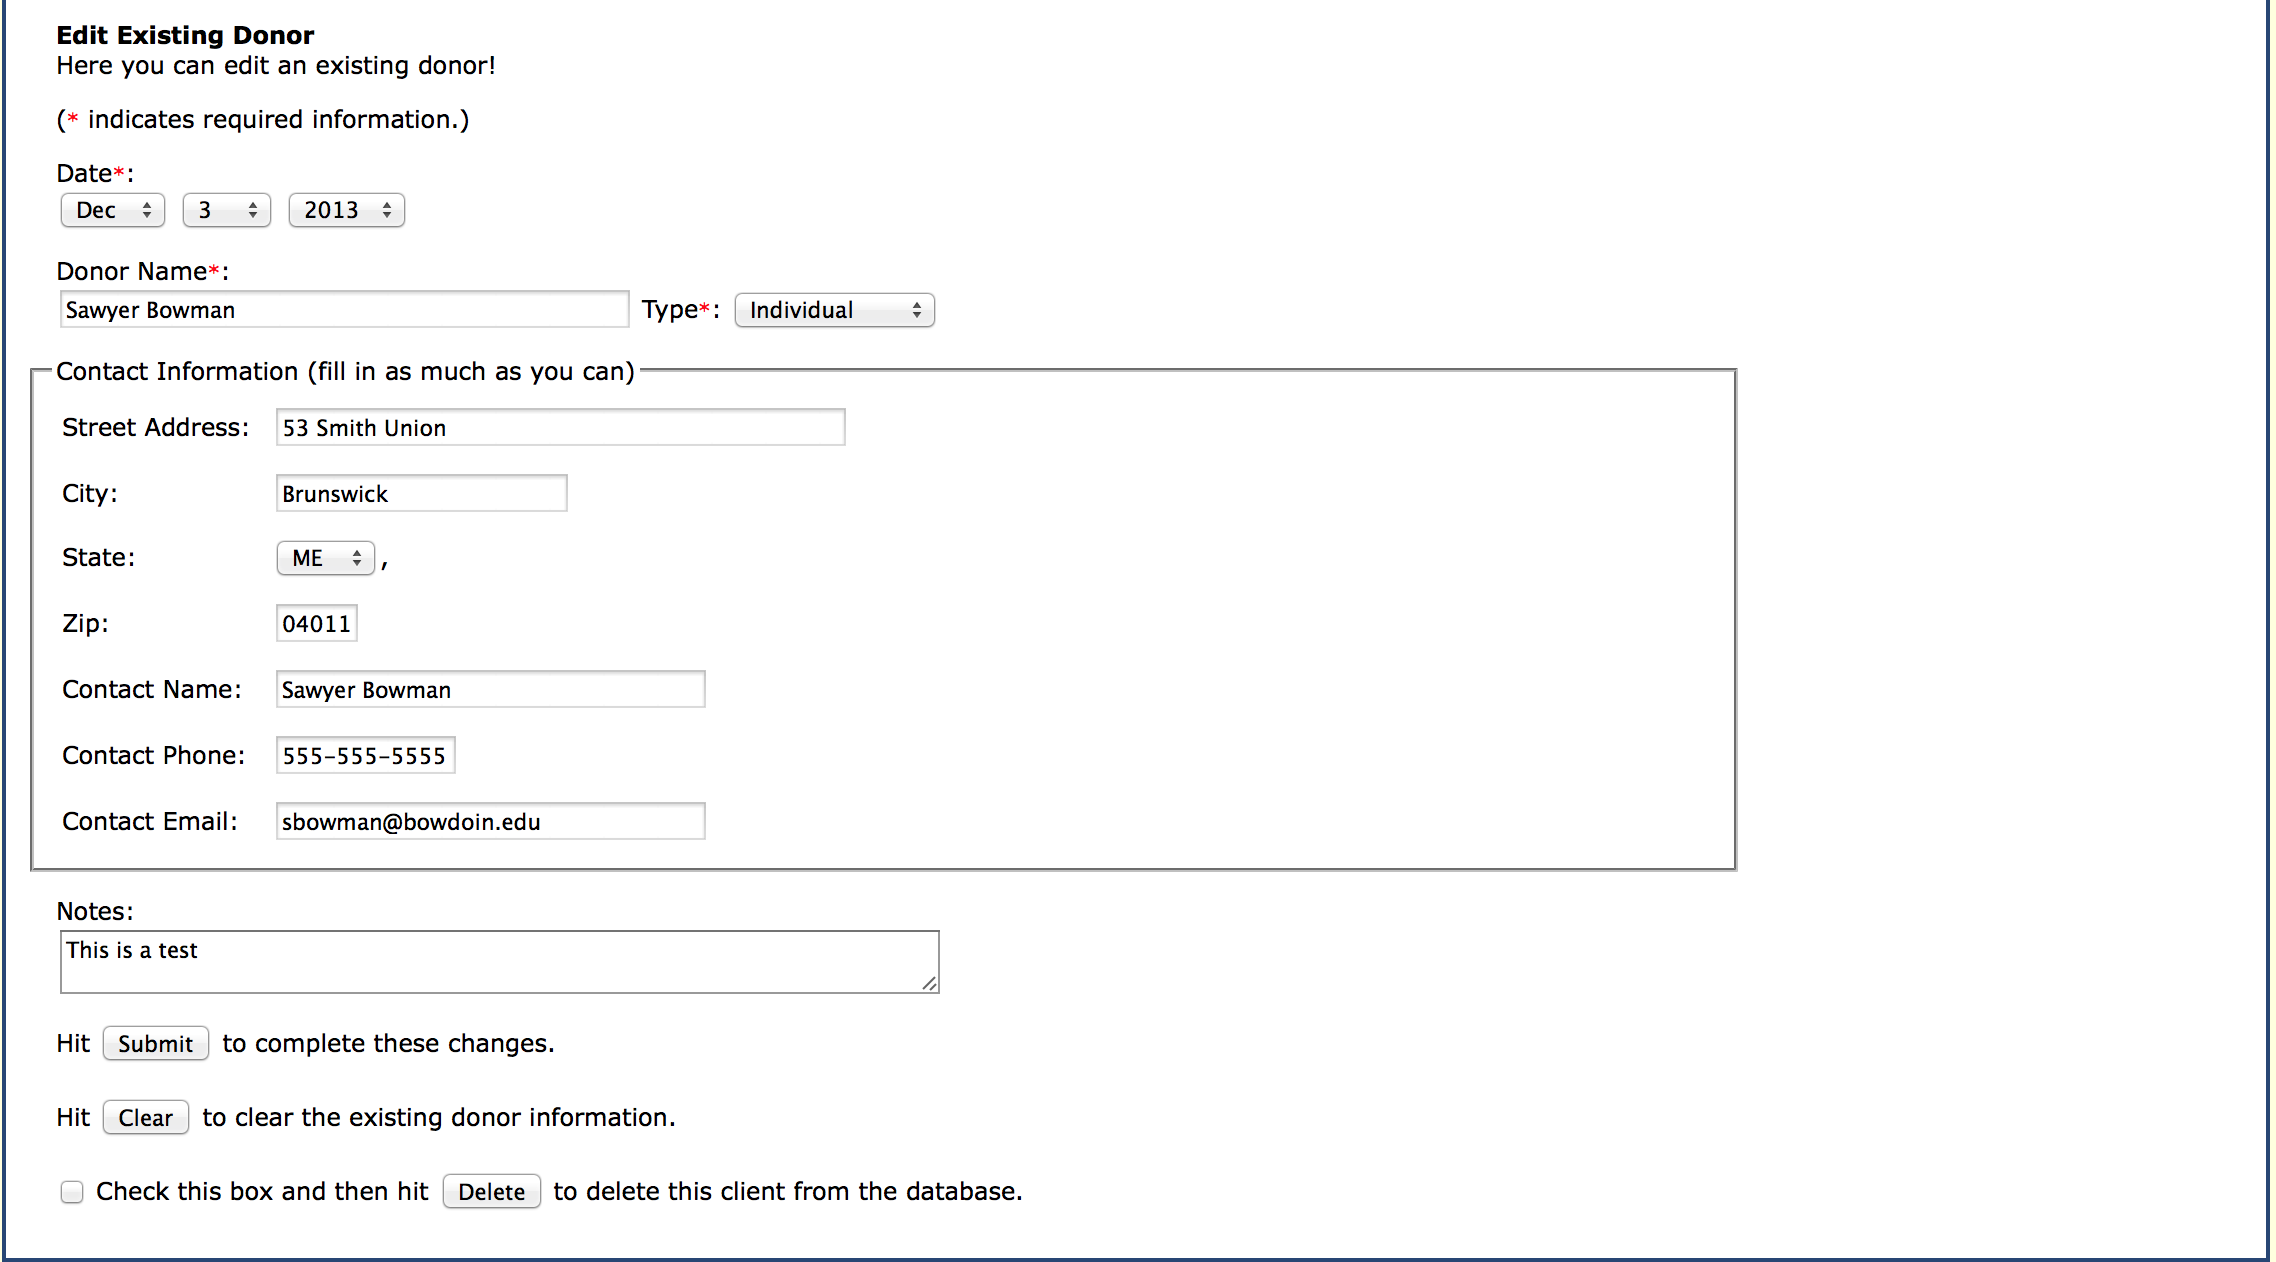 Edit Existing Donor
Here you can edit an existing donor!
(* indicates required information.)
Date*:
Dec 3 2013
Donor Name*:
Sawyer Bowman Type*: Individual
Contact Information (fill in as much as you can)
Street Address: 53 Smith Union
City: Brunswick
State: ME ,
Zip: 04011
Contact Name: Sawyer Bowman
Contact Phone: 555-555-5555
Contact Email: sbowman@bowdoin.edu
Notes:
This is a test
Hit Submit to complete these changes.
Hit Clear to clear the existing donor information.
Check this box and then hit Delete to delete this client from the database.